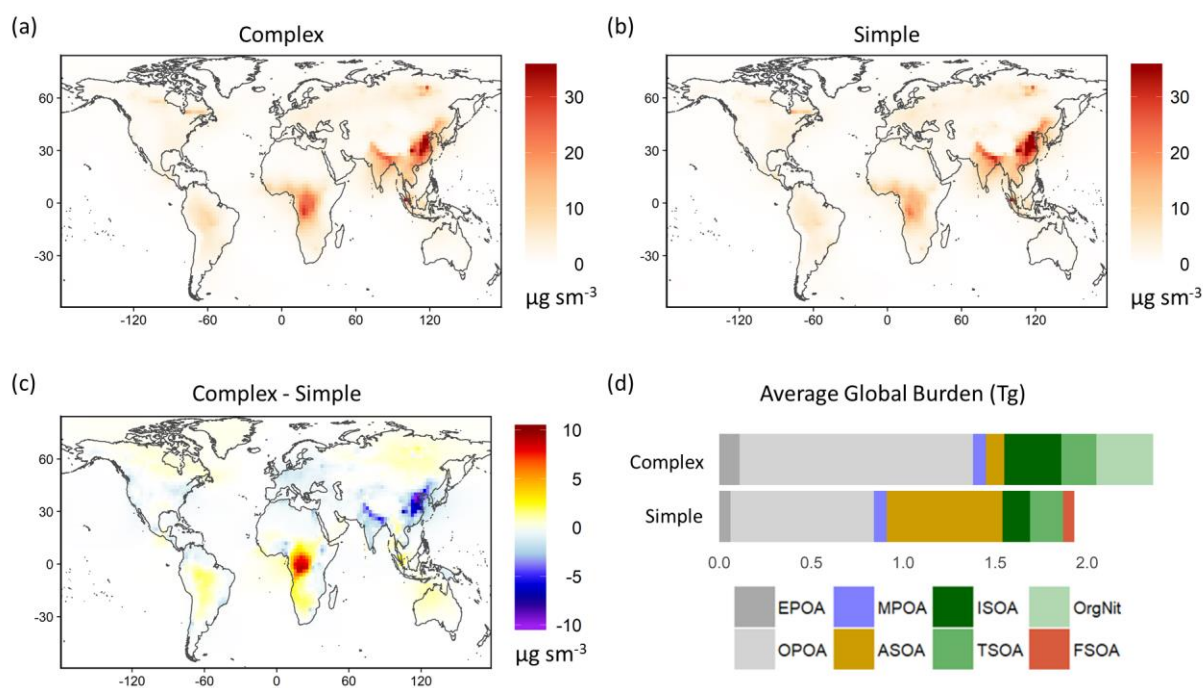 (a)
Complex
60
30
0
-30
-120 -60 0 60 120
30
20
10
0
µg sm-3
(b)
Simple
60
30
0
-30
-120 -60 0 60 120
30
20
10
0
µg sm-3
(c)
Complex - Simple
60
30
0
-30
-120 -60 0 60 120
10
5
0
-5
-10
µg sm-3
(d)
Average Global Burden (Tg)
Complex
Simple
0.0 0.5 1.0 1.5 2.0
EPOA MPOA ISOA OrgNit
OPOA ASOA TSOA FSOA